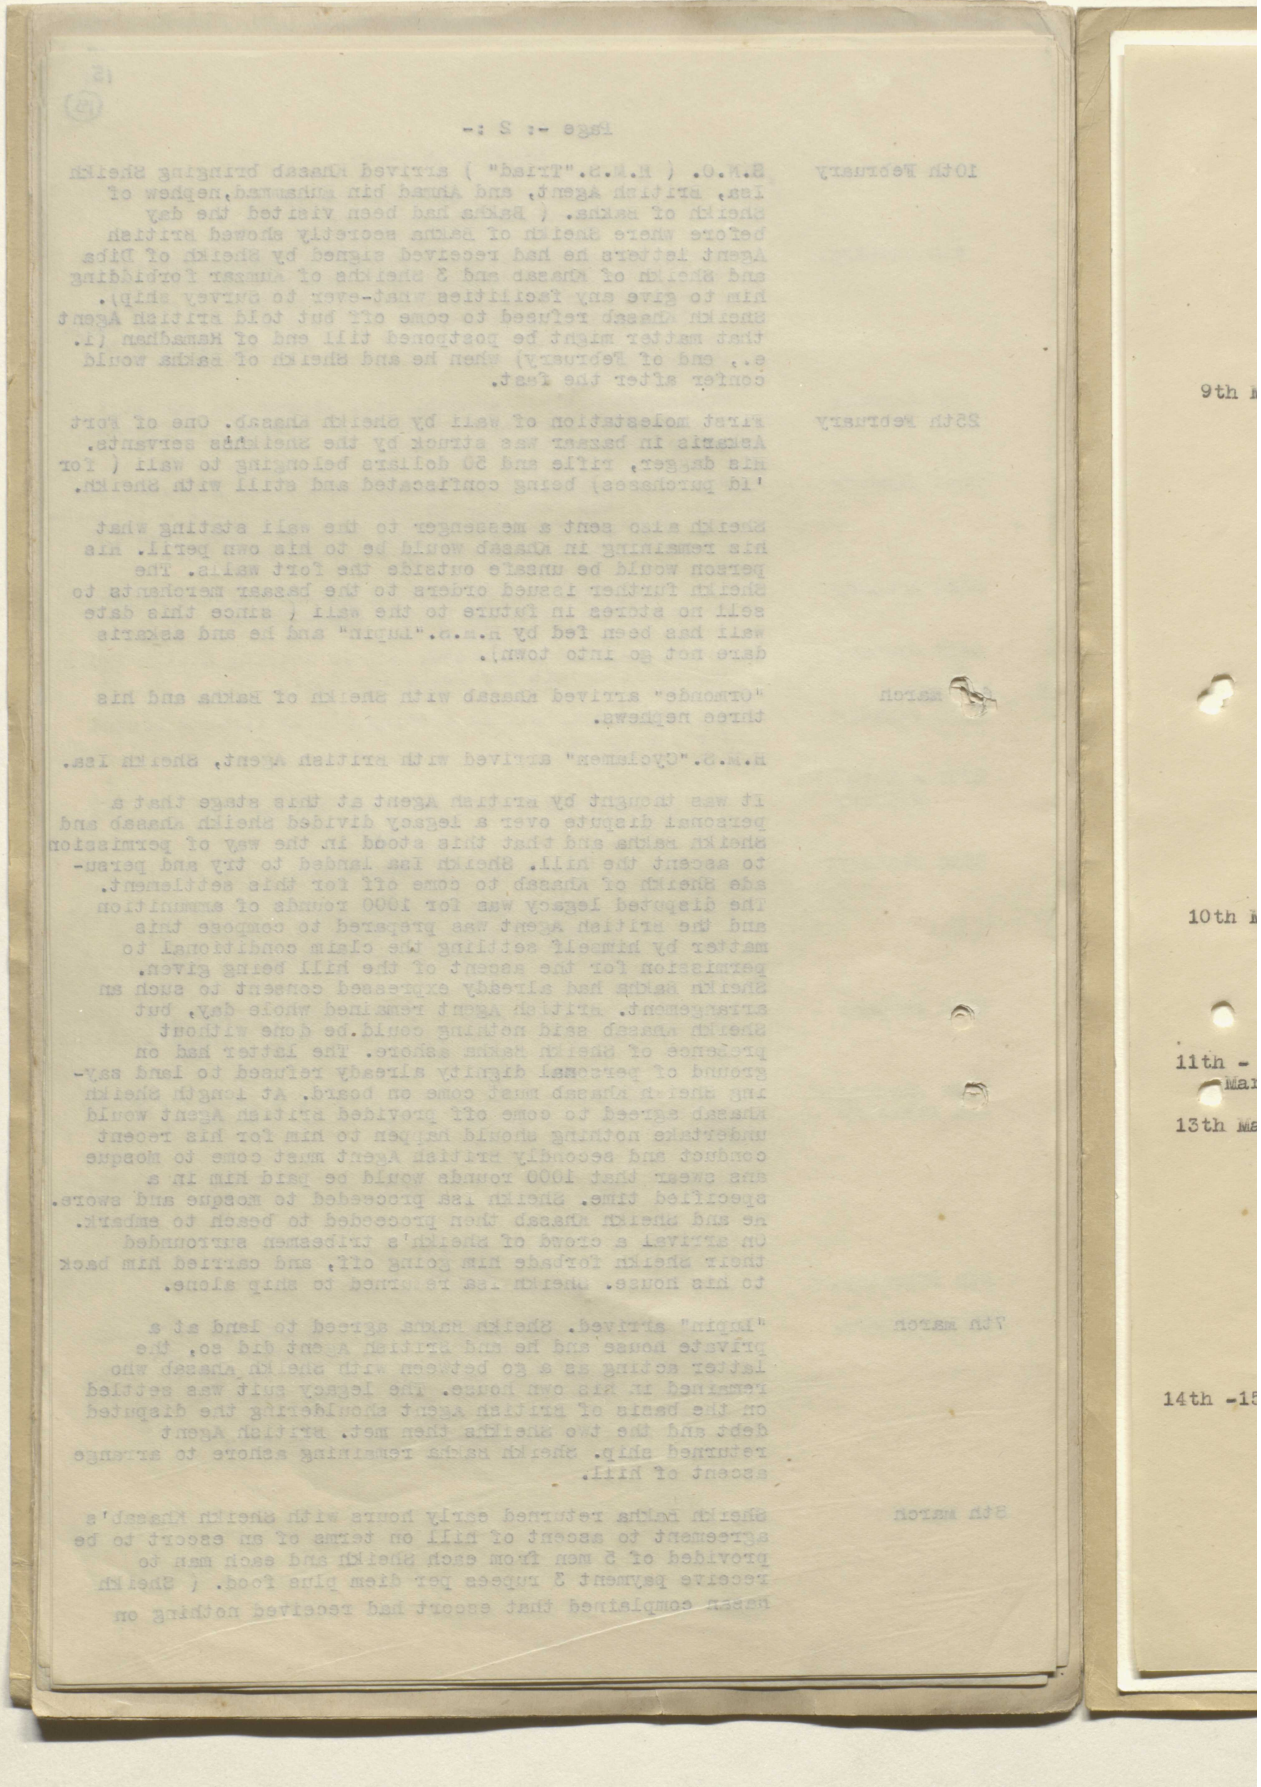 15
Page -: 2 :-
10th February
S.N.O. ( H.M.S."Triad" ) arrived Khasab bringing Sheikh
Isa, British Agent, and Ahmad bin Muhammad,nephew of
Sheikh of Bakha. ( Bakha had been visited the day
before where Sheikh of Bakha secretly showed British
Agent letters he had received signed by Sheikh of Diba
and Sheikh of Khasab and 3 Sheikhs of Kumzar forbidding
him to give any facilities what-ever to Survey ship).
Sheikh Khasab refused to come off but told British Agent
that matter might be postponed till end of Ramadhan (i.
e., end of February) when he and Sheikh of Bakha would
confer after the fast.
25th February
First molestation of Wali by Sheikh Khasab. One of Fort
Askaris in bazaar was struck by the Sheikhs servants.
His dagger, rifle and 50 dollars belonging to Wali ( for
'Id purchases) being confiscated and still with Sheikh.
Sheikh also sent a messenger to the Wali stating what
his remaining in Khasab would be to his own peril. His
person would be unsafe outside the fort walls. The
Sheikh further issued orders to the bazaar merchants to
sell no stores in future to the Wali ( since this date
Wali has been fed by H.M.S."Lupin" and he and askaris
dare not go into town).
March
"Ormonde" arrived Khasab with Sheikh of Bakha and his
three nephews.
H.M.S."Cyclamen" arrived with British Agent, Sheikh Isa.
It was thought by British Agent at this stage that a
personal dispute over a legacy divided Sheikh Khasab and
Sheikh Bakha and that this stood in the way of permission
to ascent the hill. Sheikh Isa landed to try and persu-
ade Sheikh of Khasab to come off for this settlement.
The disputed legacy was for 1000 rounds of ammunition
and the British Agent was prepared to compose this
matter by himself settling the claim conditional to
permission for the ascent of the hill being given.
Sheikh Bakha had already expressed consent to such an
arrangement. British Agent remained whole day, but
Sheikh Khasab said nothing could be done without
presence of Sheikh Bakha ashore. The latter had on
ground of personal dignity already refused to land say-
ing Sheikh Khasab must come on board. At length Sheikh
Khasab agreed to come off provided British Agent would
undertake nothing should happen to him for his recent
conduct and secondly British Agent must come to Mosque
ans swear that 1000 rounds would be paid him in a
specified time. Sheikh Isa proceeded to mosque and swore.
He and Sheikh Khasab then proceeded to beach to embark.
On arrival a crowd of Sheikh's tribesmen surrounded
their Sheikh forbade him going off, and carried him back
to his house. Sheikh Isa returned to ship alone.
7th March
"Lupin" arrived. Sheikh Bakha agreed to land at a
private house and he and British Agent did so, the
latter acting as a go between with Sheikh Khasab who
remained in his own house. The legacy suit was settled
on the basis of British Agent shouldering the disputed
debt and the two Sheikhs then met. British Agent
returned ship. Sheikh Bakha remaining ashore to arrange
ascent of hill.
8th March
Sheikh Bakha returned early hours with Sheikh Khasab's
agreement to ascent of hill on terms of an escort to be
provided of 5 men from each Sheikh and each man to
receive payment 3 rupees per diem plus food. ( Sheikh
Hasan complained that escort had received nothing on
9th M
10th M
11th -
Mar
13th Ma
14th -15